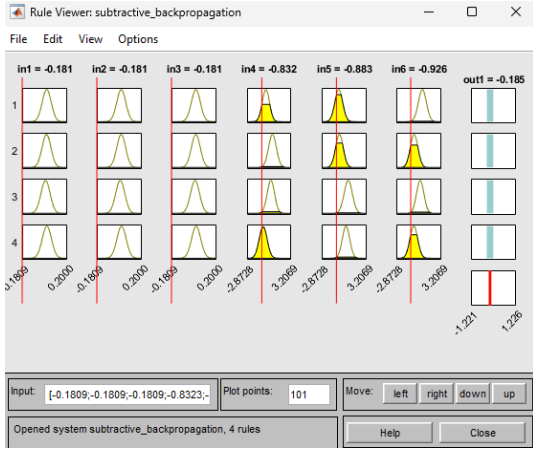 Rule Viewer: subtractive_backpropagation
File Edit View Options
in1 = -0.181 in2 = -0.181 in3 = -0.181 in4 = -0.832 in5 = -0.883 in6 = -0.926 out1 = -0.185
1
2
3
4
-0.1809 0.2000 -0.1809 0.2000 -0.1809 0.2000 -2.8728 3.2069 -2.8728 3.2069 -2.8728 3.2069
-1.221 1.226
Input: [-0.1809;-0.1809;-0.1809;-0.8323;- Plot points: 101 Move: left right down up
Opened system subtractive_backpropagation, 4 rules Help Close